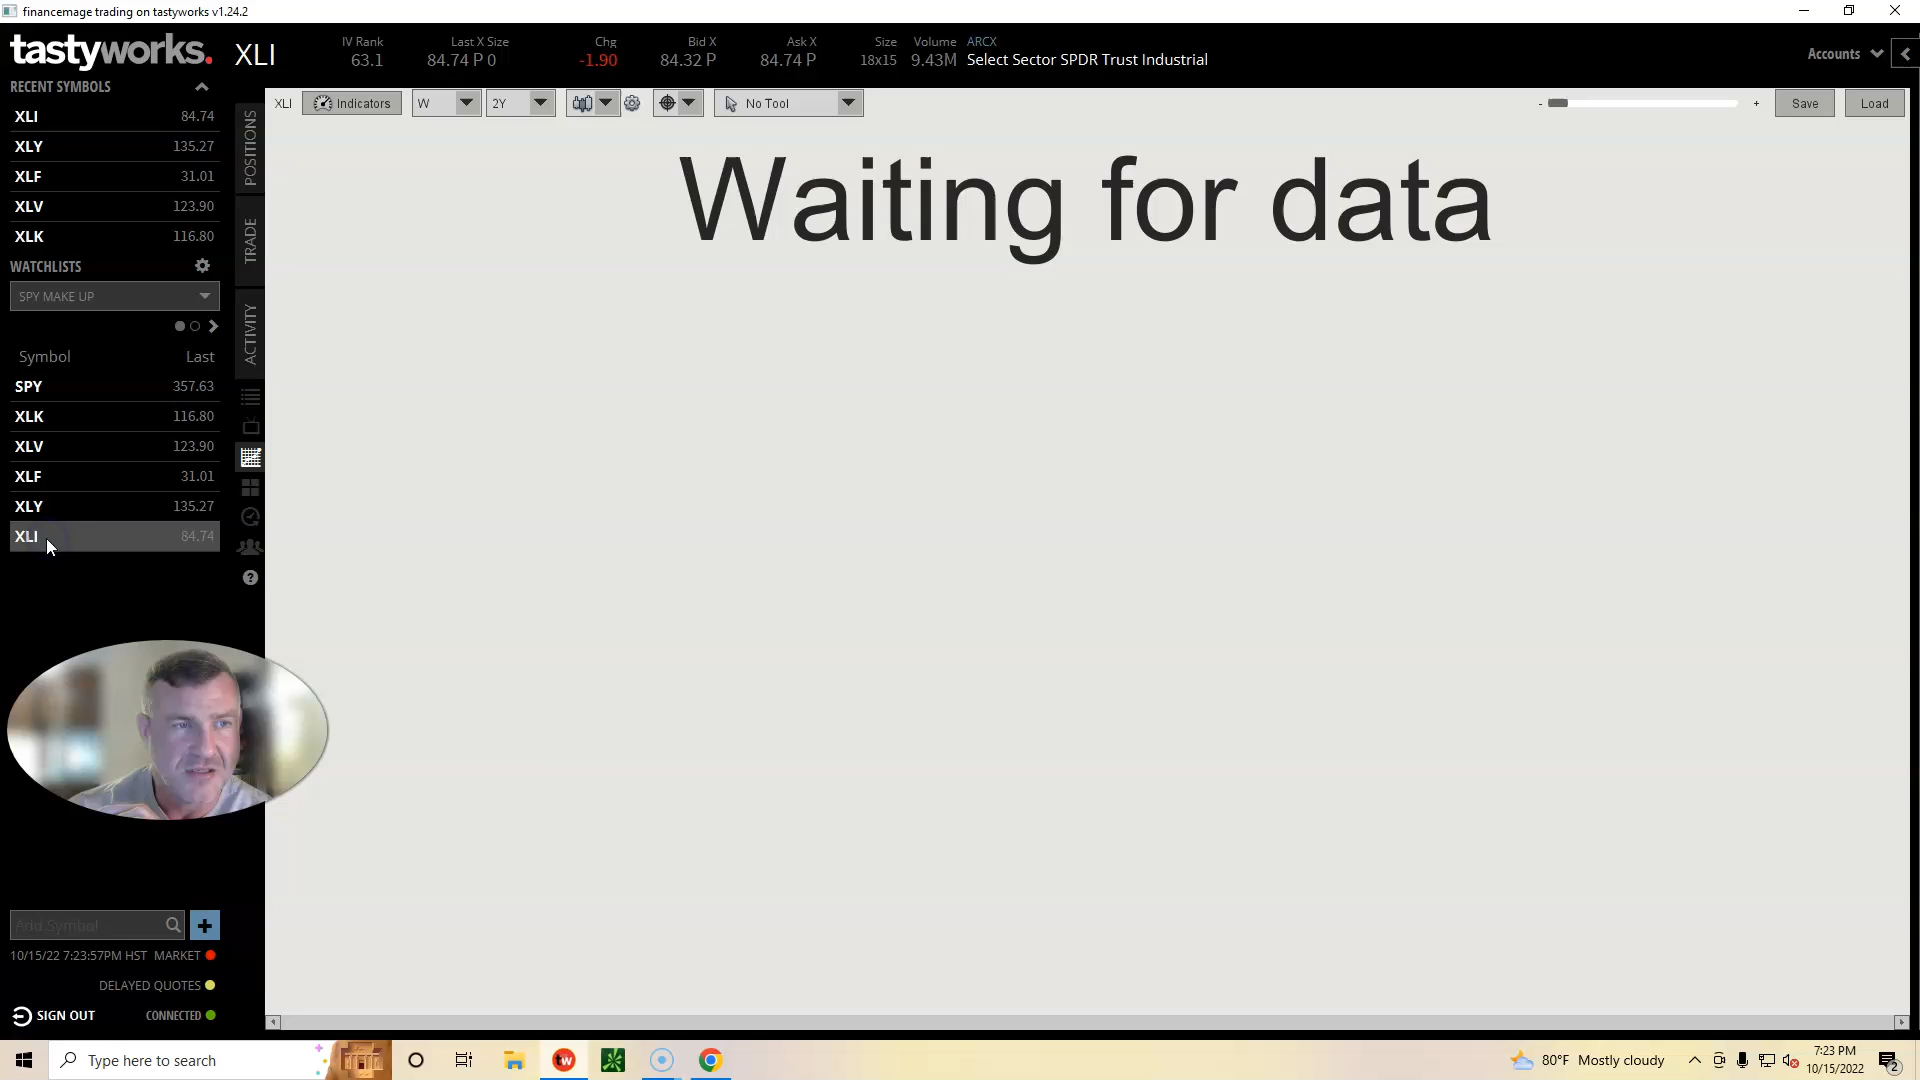 financemage trading on tastyworks v1.24.2
tastyworks.
XLI
IV Rank
63.1
Last X Size
84.74 P 0
Chg
-1.90
Bid X
84.32 P
Ask X
84.74 P
Size
18x15
Volume
9.43M
ARCX
Select Sector SPDR Trust Industrial
Accounts
RECENT SYMBOLS
XLI 84.74
XLY 135.27
XLF 31.01
XLV 123.90
XLK 116.80
WATCHLISTS
SPY MAKE UP
Symbol Last
SPY 357.63
XLK 116.80
XLV 123.90
XLF 31.01
XLY 135.27
XLI 84.74
Add Symbol
10/15/22 7:23:57PM HST MARKET
DELAYED QUOTES
SIGN OUT CONNECTED
POSITIONS
TRADE
ACTIVITY
?
XLI Indicators W 2Y No Tool - + Save Load
Waiting for data
Type here to search
tw
80°F Mostly cloudy
7:23 PM
10/15/2022
2